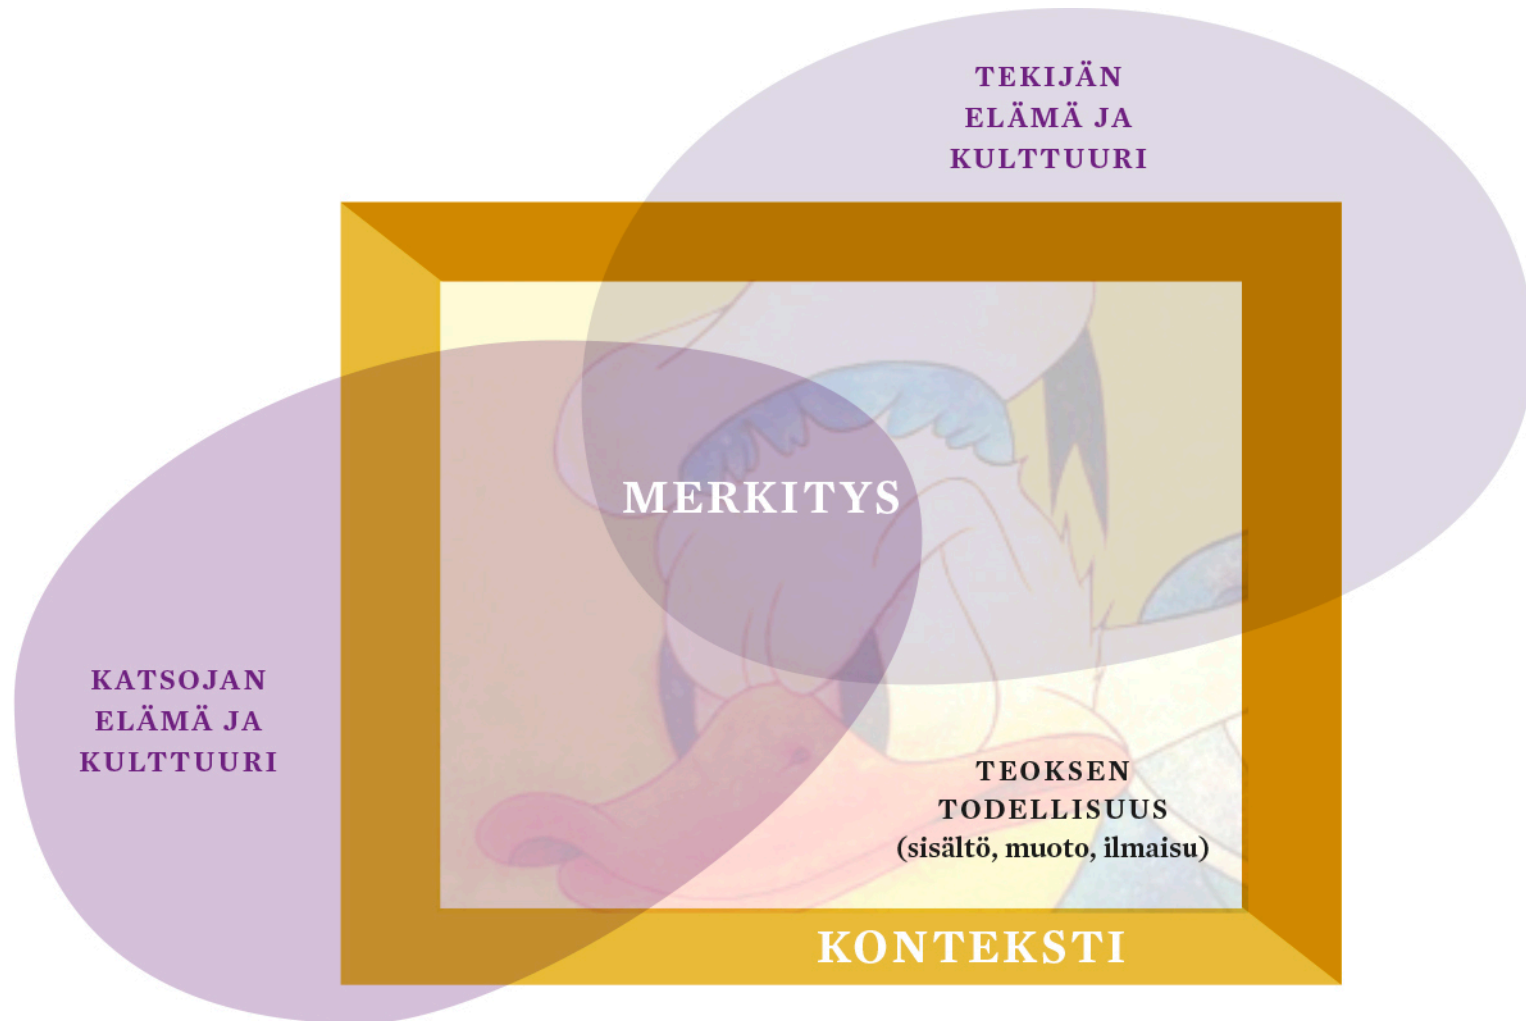 TEKIJÄN
ELÄMÄ JA
KULTTUURI
MERKITYS
KATSOJAN
ELÄMÄ JA
KULTTUURI
TEOKSEN
TODELLISUUS
(sisältö, muoto, ilmaisu)
KONTEKSTI